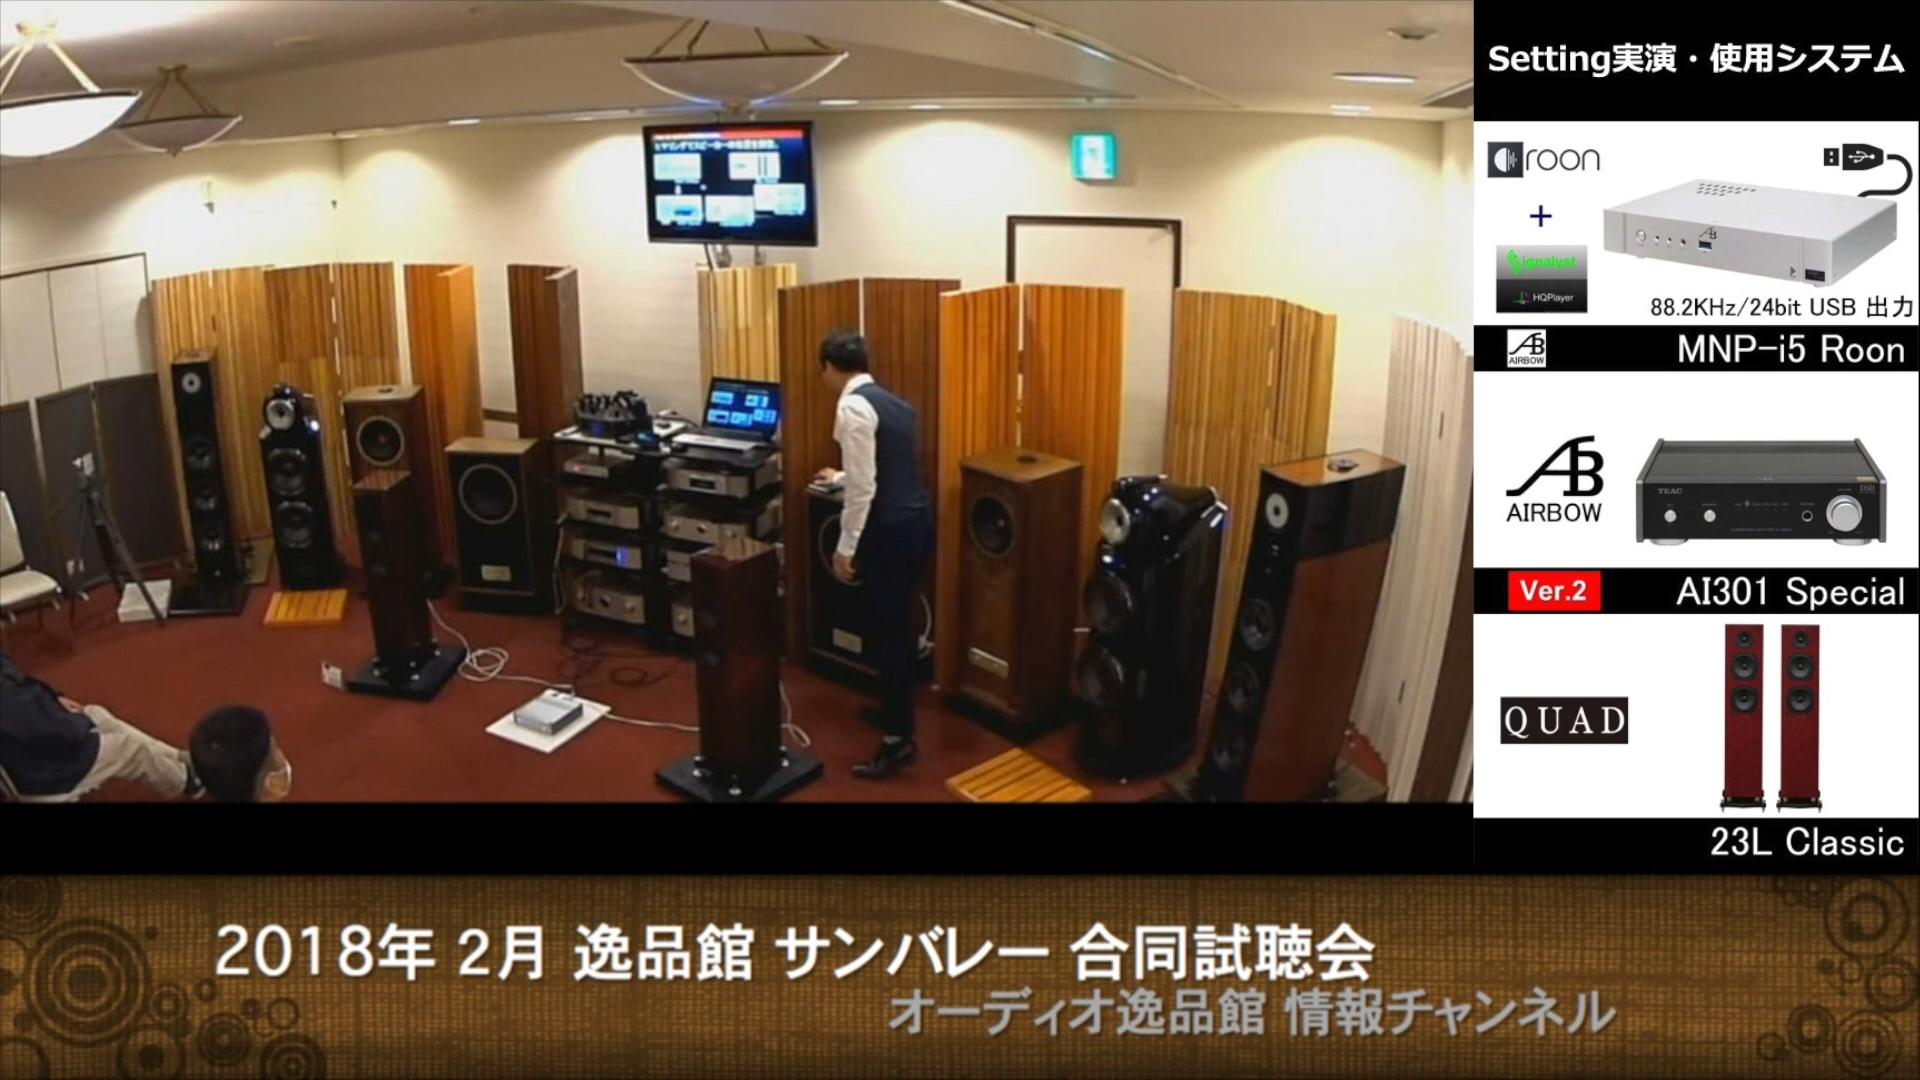 Setting実演・使用システム
roon
+
Signalyst
HQPlayer
88.2KHz/24bit USB 出力
AIRBOW
MNP-i5 Roon
AIRBOW
TEAC
DSD
Ver.2
AI301 Special
QUAD
23L Classic
2018年 2月 逸品館 サンバレー 合同試聴会
オーディオ逸品館 情報チャンネル